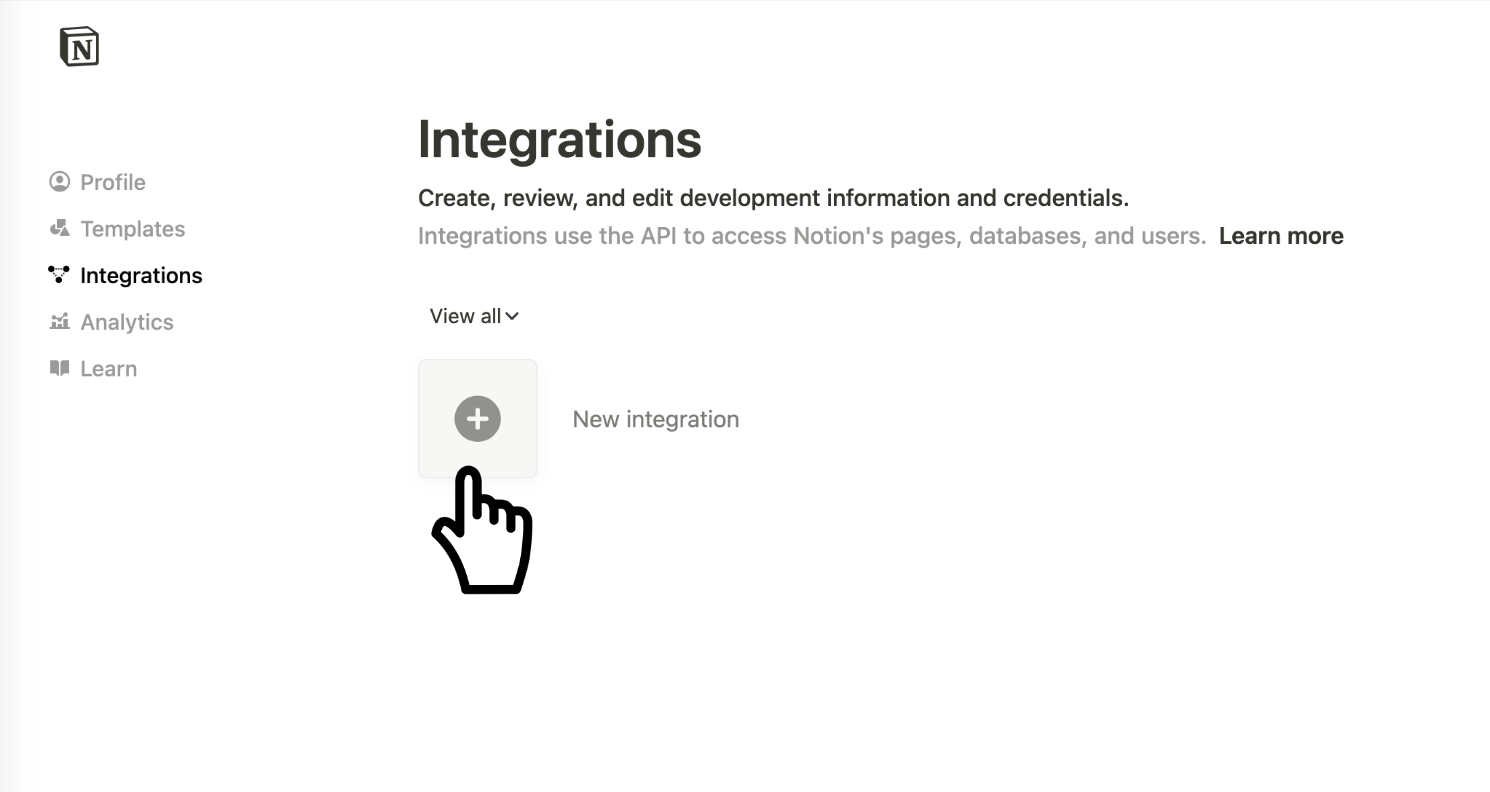 N
Profile
Templates
Integrations
Analytics
Learn
Integrations
Create, review, and edit development information and credentials.
Integrations use the API to access Notion's pages, databases, and users. Learn more
View all
New integration